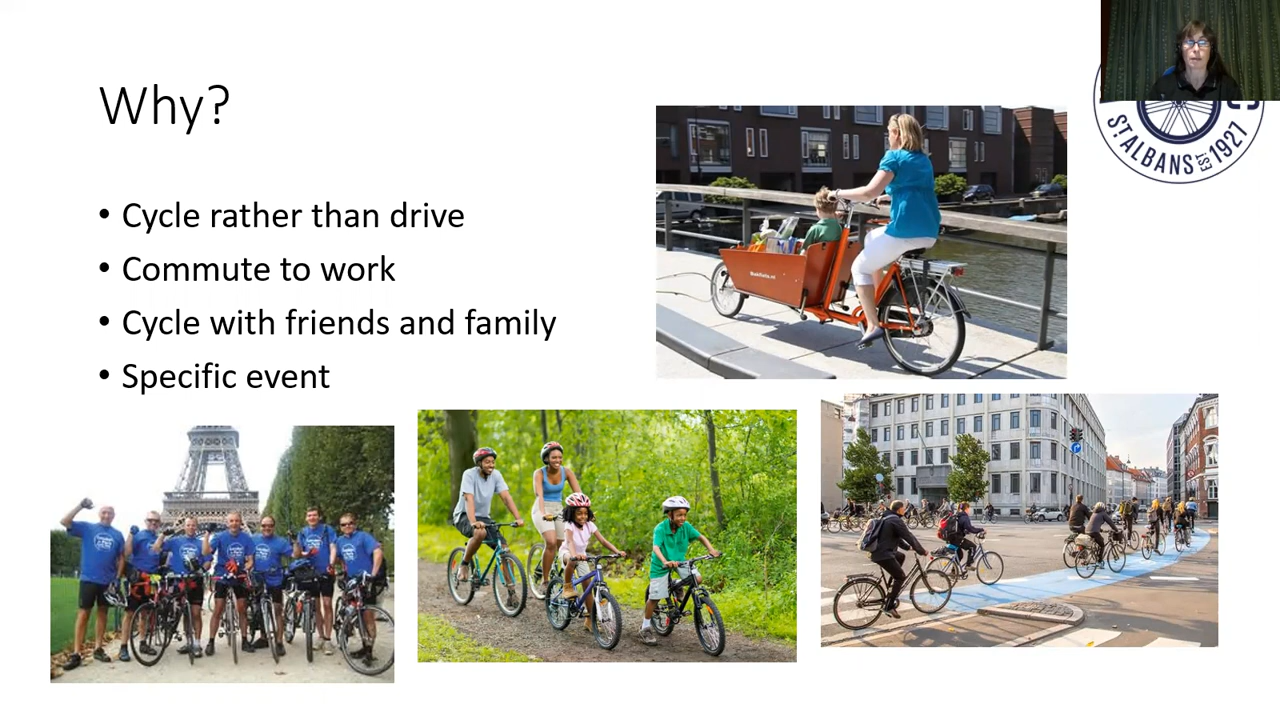 Why?
• Cycle rather than drive
• Commute to work
• Cycle with friends and family
• Specific event
ST ALBANS EST. 1927